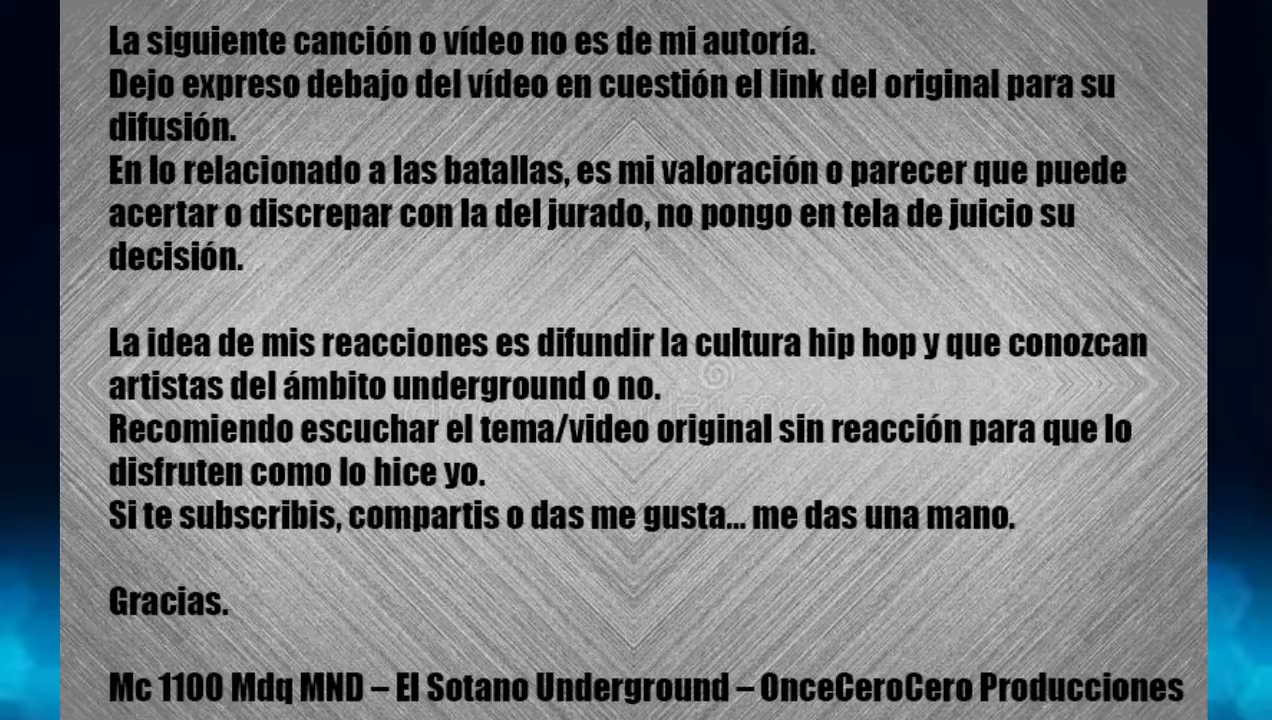 La siguiente canción o vídeo no es de mi autoría.
Dejo expreso debajo del vídeo en cuestión el link del original para su
difusión.
En lo relacionado a las batallas, es mi valoración o parecer que puede
acertar o discrepar con la del jurado, no pongo en tela de juicio su
decisión.
La idea de mis reacciones es difundir la cultura hip hop y que conozcan
artistas del ámbito underground o no.
Recomiendo escuchar el tema/video original sin reacción para que lo
disfruten como lo hice yo.
Si te subscribis, compartis o das me gusta... me das una mano.
Gracias.
Mc 1100 Mdq MND – El Sotano Underground – OnceCeroCero Producciones